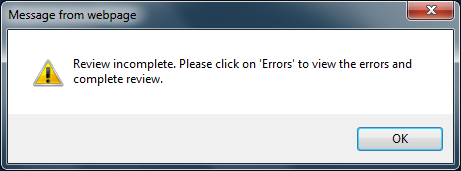 Message from webpage
Review incomplete. Please click on 'Errors' to view the errors and
complete review.
OK